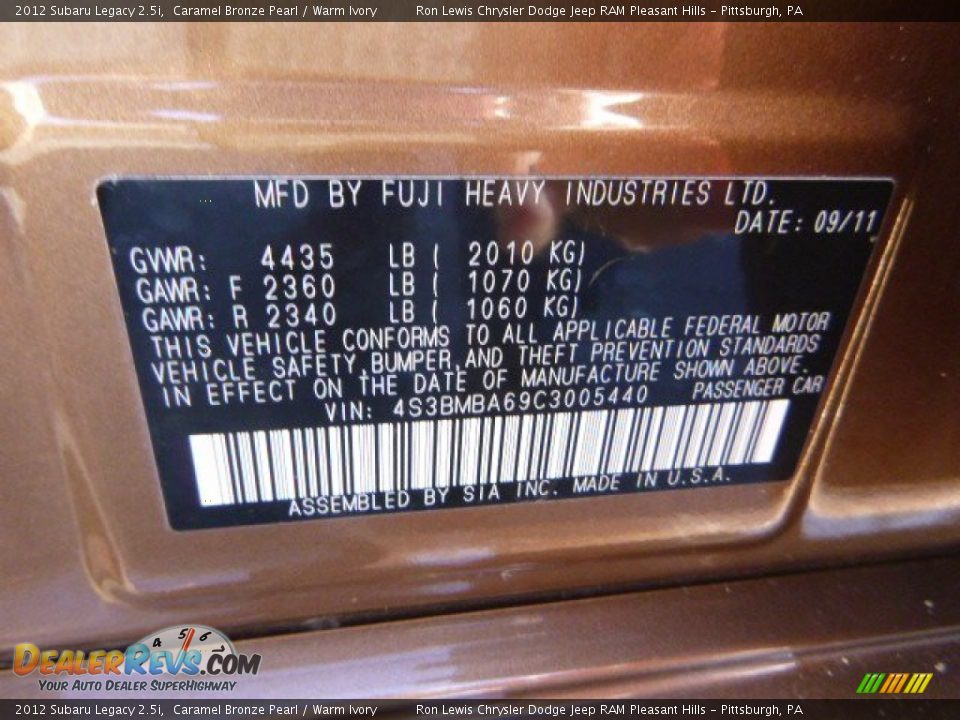 2012 Subaru Legacy 2.5i, Caramel Bronze Pearl / Warm Ivory Ron Lewis Chrysler Dodge Jeep RAM Pleasant Hills - Pittsburgh, PA
MFD BY FUJI HEAVY INDUSTRIES LTD.
DATE: 09/11
GVWR: 4435 LB ( 2010 KG)
GAWR: F 2360 LB ( 1070 KG)
GAWR: R 2340 LB ( 1060 KG)
THIS VEHICLE CONFORMS TO ALL APPLICABLE FEDERAL MOTOR
VEHICLE SAFETY,BUMPER,AND THEFT PREVENTION STANDARDS
IN EFFECT ON THE DATE OF MANUFACTURE SHOWN ABOVE.
VIN: 4S3BMBA69C3005440 PASSENGER CAR
ASSEMBLED BY SIA INC. MADE IN U.S.A.
4 5 6
DEALERREVS.COM
YOUR AUTO DEALER SUPERHIGHWAY
2012 Subaru Legacy 2.5i, Caramel Bronze Pearl / Warm Ivory Ron Lewis Chrysler Dodge Jeep RAM Pleasant Hills - Pittsburgh, PA